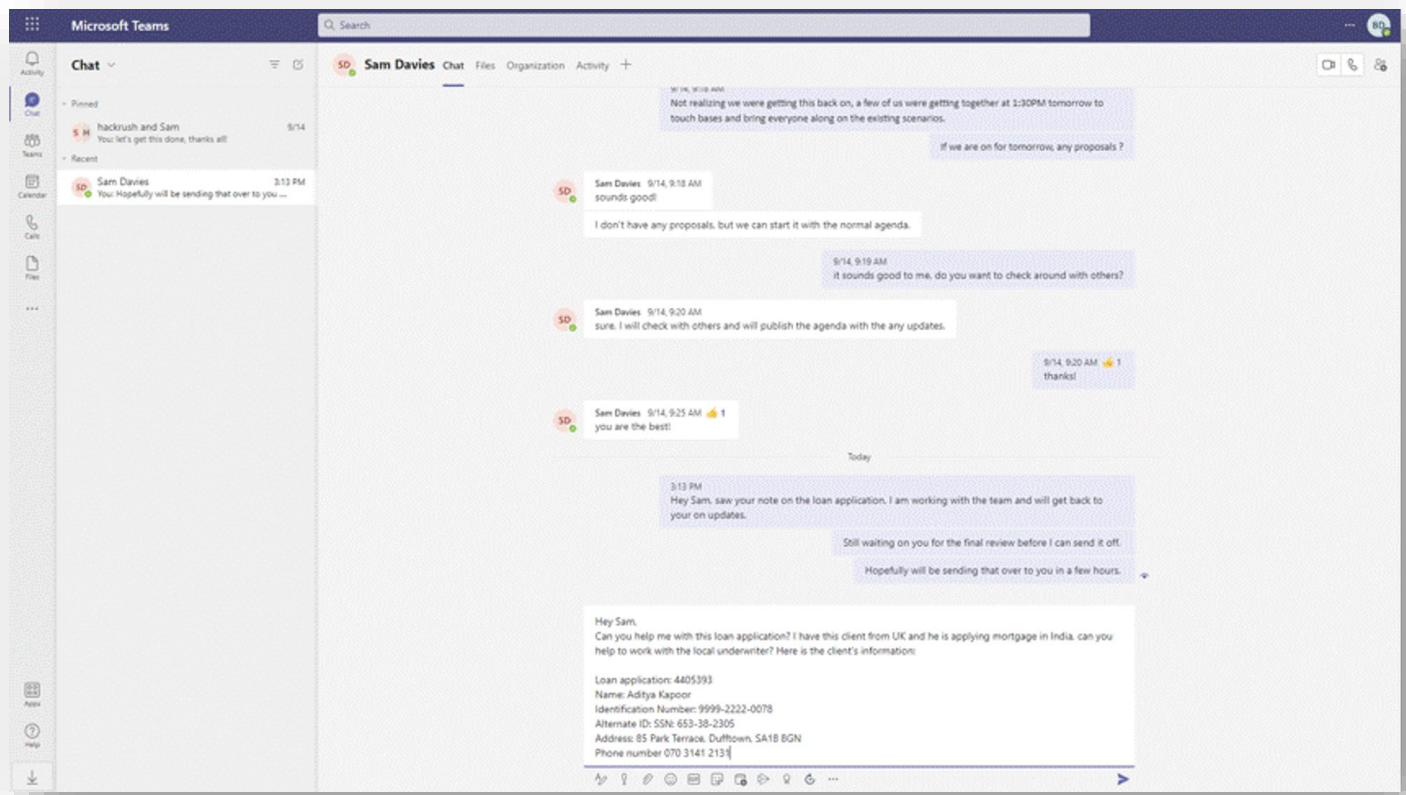 Microsoft Teams
Search
BD
Activity
Chat
Teams
Calendar
Calls
Files
Apps
Help
Chat
Pinned
S H
hackrush and Sam 9/14
You: let's get this done, thanks all!
Recent
SD
Sam Davies 3:13 PM
You: Hopefully will be sending that over to you ...
SD Sam Davies Chat Files Organization Activity +
9/14, 9:18 AM
Not realizing we were getting this back on, a few of us were getting together at 1:30PM tomorrow to
touch bases and bring everyone along on the existing scenarios.
If we are on for tomorrow, any proposals ?
SD
Sam Davies 9/14, 9:18 AM
sounds good!
I don't have any proposals, but we can start it with the normal agenda.
9/14, 9:19 AM
it sounds good to me, do you want to check around with others?
SD
Sam Davies 9/14, 9:20 AM
sure. I will check with others and will publish the agenda with the any updates.
9/14, 9:20 AM 👍 1
thanks!
SD
Sam Davies 9/14, 9:25 AM 👍 1
you are the best!
Today
3:13 PM
Hey Sam, saw your note on the loan application, I am working with the team and will get back to
your on updates.
Still waiting on you for the final review before I can send it off.
Hopefully will be sending that over to you in a few hours.
Hey Sam,
Can you help me with this loan application? I have this client from UK and he is applying mortgage in India, can you
help to work with the local underwriter? Here is the client's information:
Loan application: 4405393
Name: Aditya Kapoor
Identification Number: 9999-2222-0078
Alternate ID: SSN: 653-38-2305
Address: 85 Park Terrace, Dufftown, SA18 8GN
Phone number 070 3141 2131